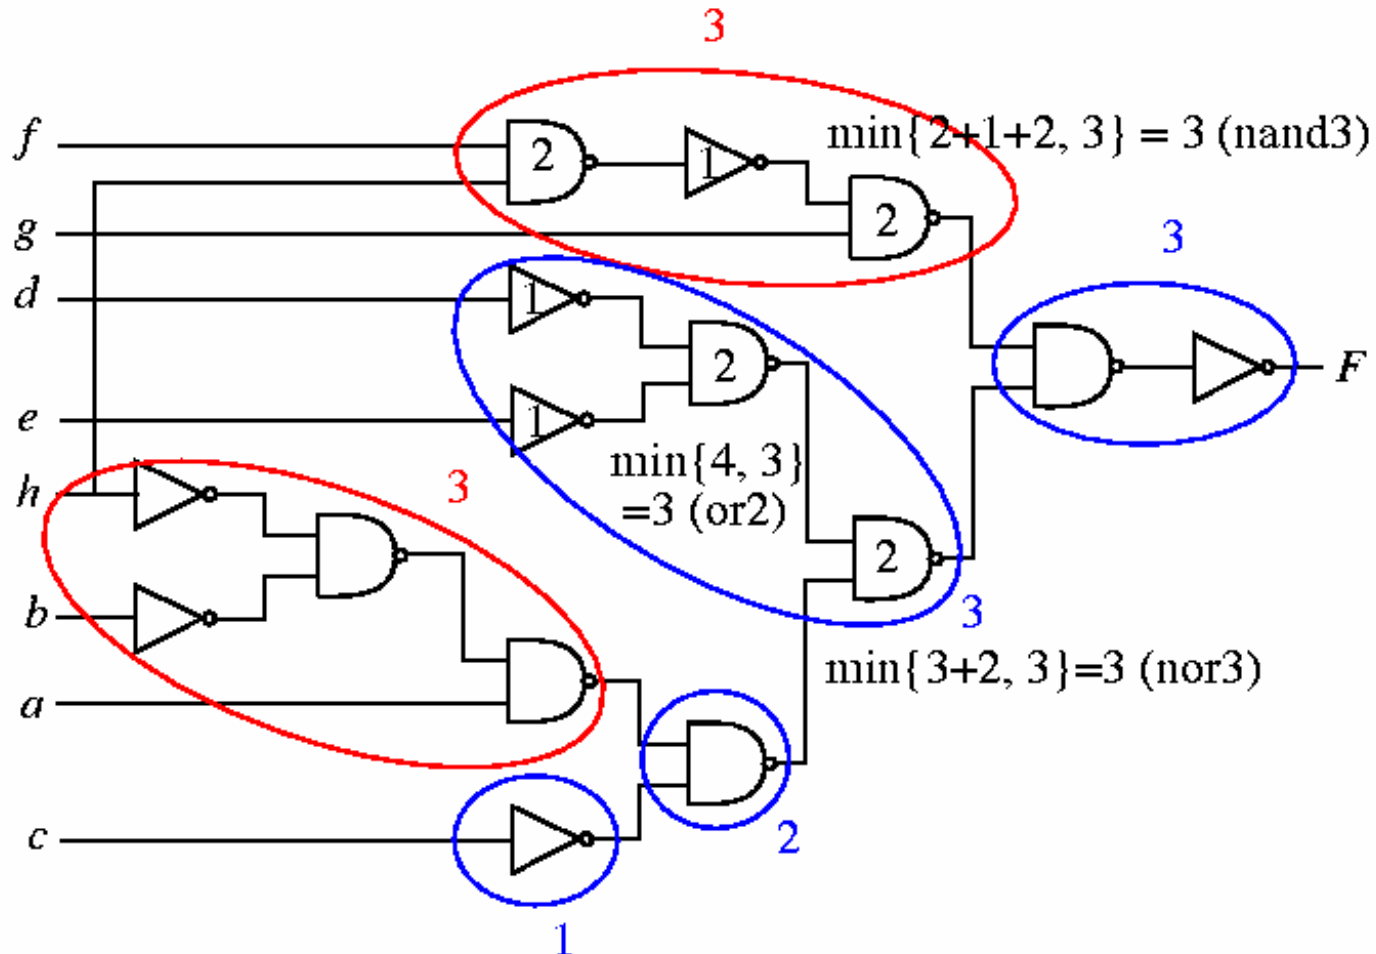 3
f
2
1
min{2+1+2, 3} = 3 (nand3)
g
2
3
d
1
2
F
e
1
min{4, 3}
=3 (or2)
h
3
2
b
3
min{3+2, 3}=3 (nor3)
a
2
c
1